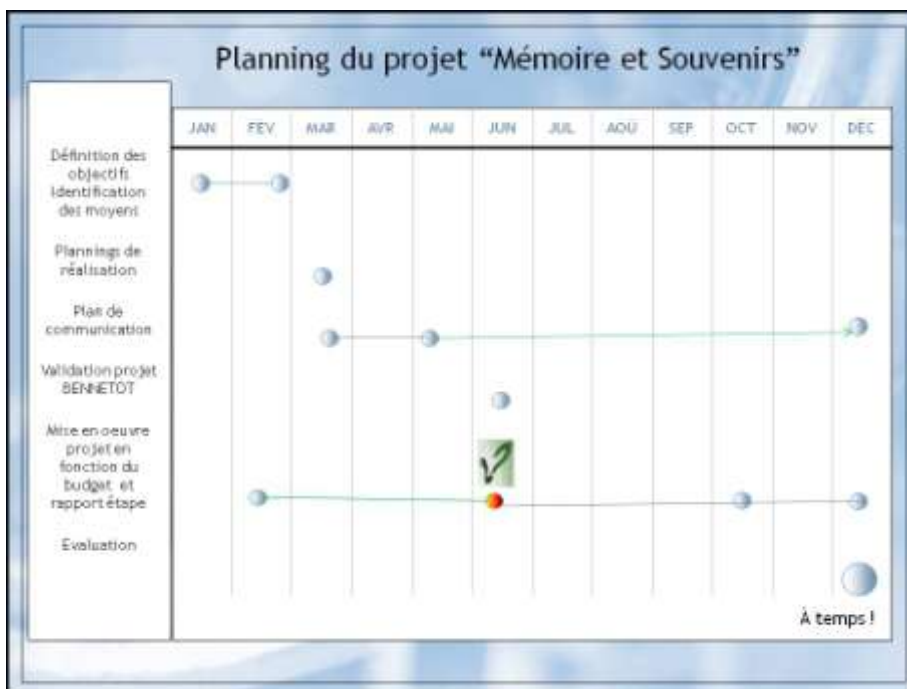 Planning du projet “Mémoire et Souvenirs”
JAN FEV MAR AVR MAI JUN JUL AOÛ SEP OCT NOV DEC
Définition des
objectifs
identification
des moyens
Plannings de
réalisation
Plan de
communication
Validation projet
BENNETOT
Mise en oeuvre
projet en
fonction du
budget et
rapport étape
Evaluation
À temps !